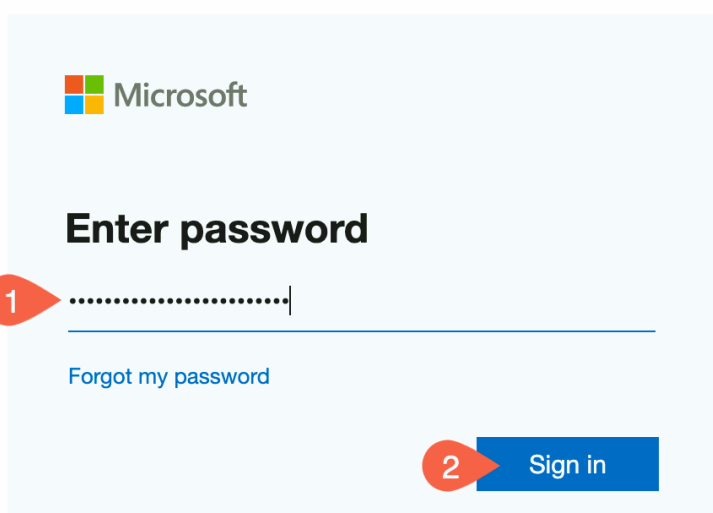 Microsoft
Enter password
1
•••••••••••••••••••••••••
Forgot my password
2
Sign in